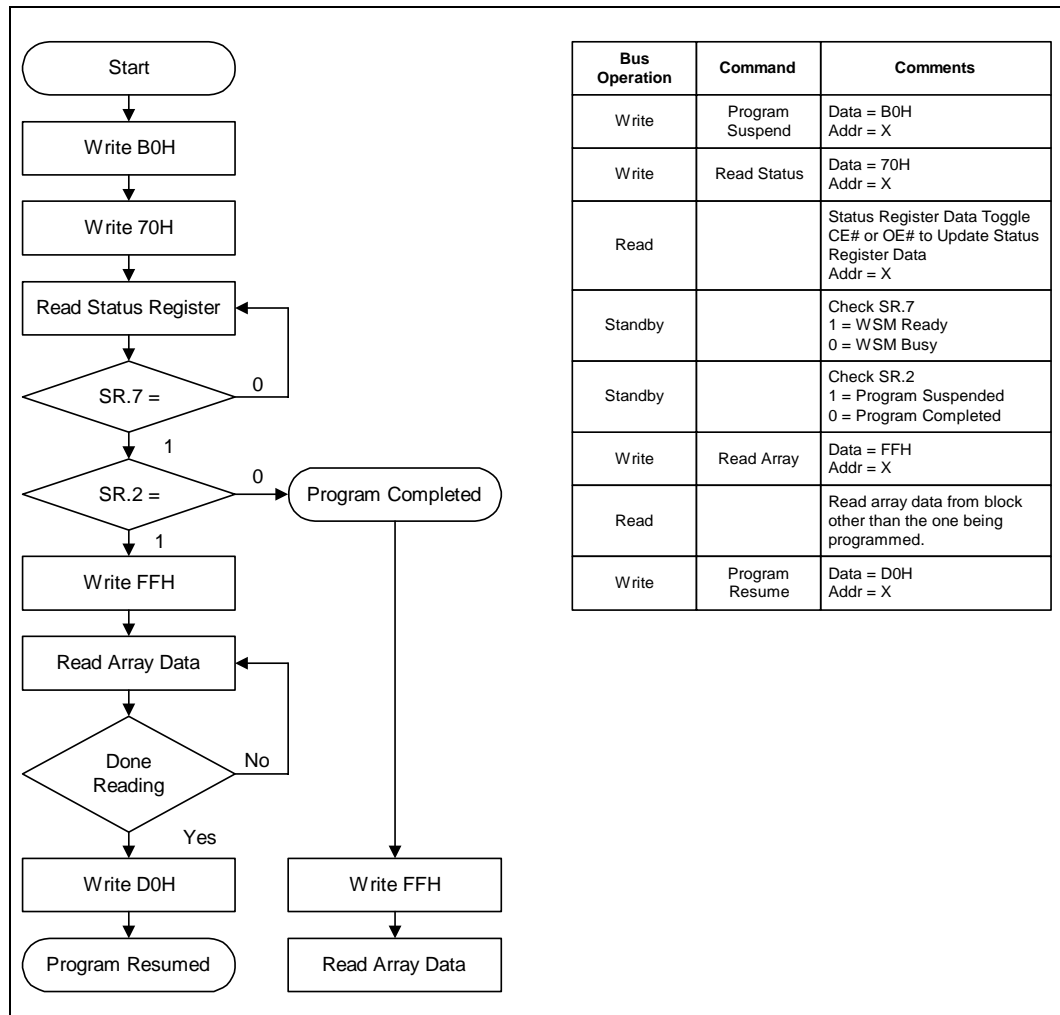 Start
Write B0H
Write 70H
Read Status Register
SR.7 =
0
1
SR.2 =
0
Program Completed
1
Write FFH
Read Array Data
Done
Reading
No
Yes
Write D0H
Write FFH
Program Resumed
Read Array Data
Bus
Operation
Command
Comments
Write
Program
Suspend
Data = B0H
Addr = X
Write
Read Status
Data = 70H
Addr = X
Read
Status Register Data Toggle
CE# or OE# to Update Status
Register Data
Addr = X
Standby
Check SR.7
1 = WSM Ready
0 = WSM Busy
Standby
Check SR.2
1 = Program Suspended
0 = Program Completed
Write
Read Array
Data = FFH
Addr = X
Read
Read array data from block
other than the one being
programmed.
Write
Program
Resume
Data = D0H
Addr = X